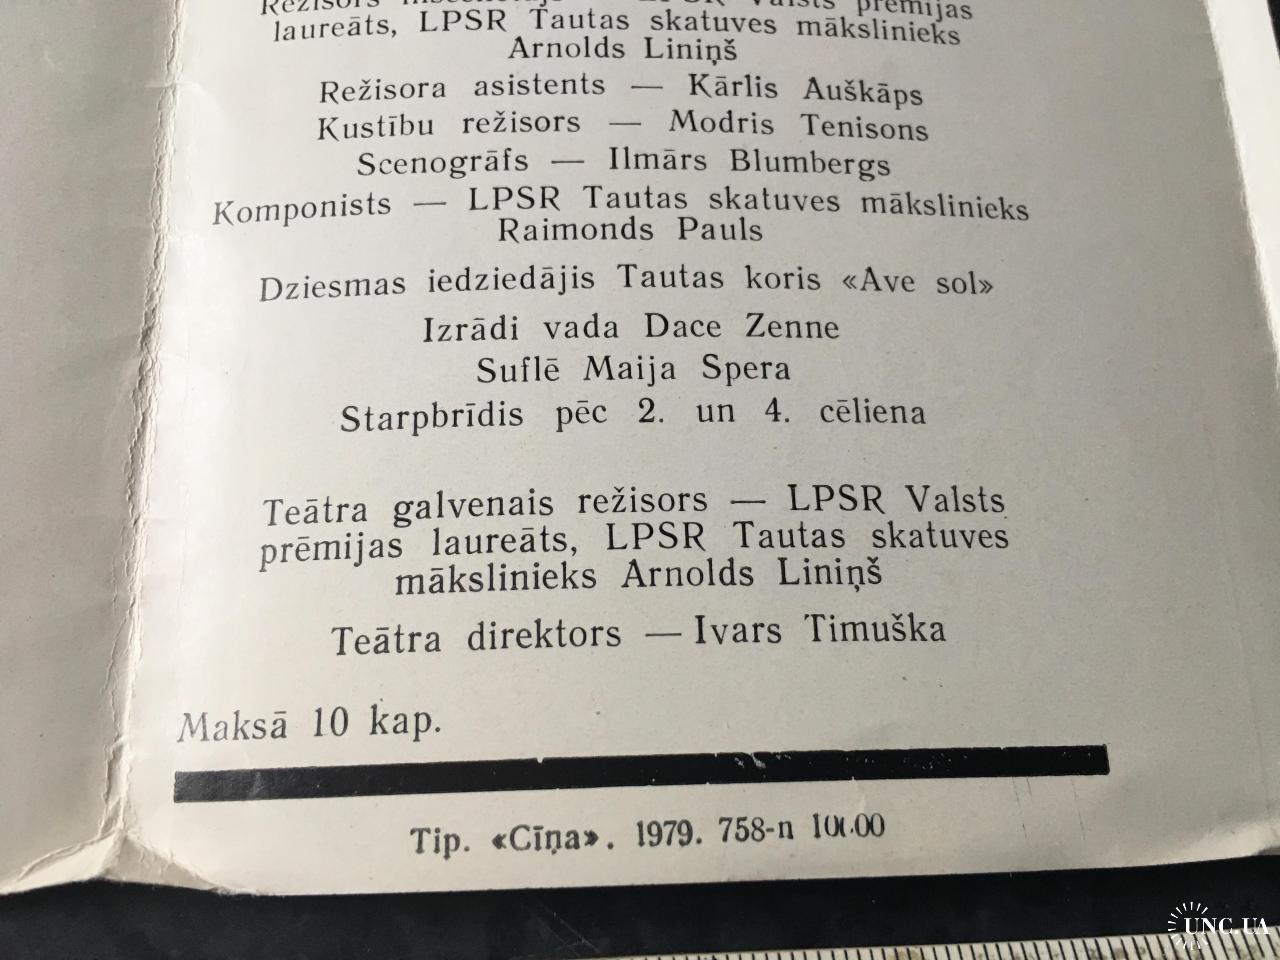 Režisors
laureāts, LPSR Tautas skatuves mākslinieks
Arnolds Liniņš
Režisora asistents — Kārlis Auškāps
Kustību režisors — Modris Tenisons
Scenogrāfs — Ilmārs Blumbergs
Komponists — LPSR Tautas skatuves mākslinieks
Raimonds Pauls
Dziesmas iedziedājis Tautas koris «Ave sol»
Izrādi vada Dace Zenne
Suflē Maija Spera
Starpbrīdis pēc 2. un 4. cēliena
Teātra galvenais režisors — LPSR Valsts
prēmijas laureāts, LPSR Tautas skatuves
mākslinieks Arnolds Liniņš
Teātra direktors — Ivars Timuška
Maksā 10 kap.
Tip. «Cīņa». 1979. 758-n
UNC.UA